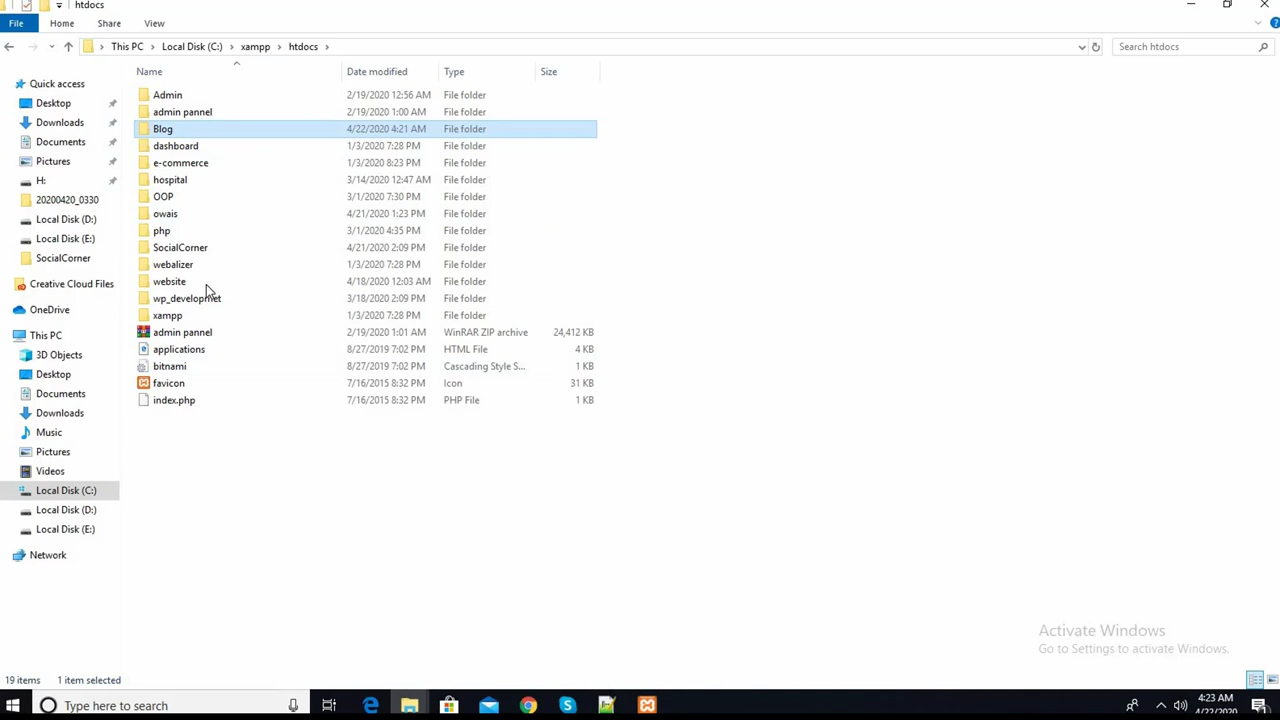 htdocs
File Home Share View
This PC Local Disk (C:) xampp htdocs Search htdocs
Name Date modified Type Size
Quick access
Desktop
Downloads
Documents
Pictures
H:
20200420_0330
Local Disk (D:)
Local Disk (E:)
SocialCorner
Creative Cloud Files
OneDrive
This PC
3D Objects
Desktop
Documents
Downloads
Music
Pictures
Videos
Local Disk (C:)
Local Disk (D:)
Local Disk (E:)
Network
Admin 2/19/2020 12:56 AM File folder
admin pannel 2/19/2020 1:00 AM File folder
Blog 4/22/2020 4:21 AM File folder
dashboard 1/3/2020 7:28 PM File folder
e-commerce 1/3/2020 8:23 PM File folder
hospital 3/14/2020 12:47 AM File folder
OOP 3/1/2020 7:30 PM File folder
owais 4/21/2020 1:23 PM File folder
php 3/1/2020 4:35 PM File folder
SocialCorner 4/21/2020 2:09 PM File folder
webalizer 1/3/2020 7:28 PM File folder
website 4/18/2020 12:03 AM File folder
3/18/2020 2:09 PM File folder
xampp 1/3/2020 7:28 PM File folder
admin pannel 2/19/2020 1:01 AM WinRAR ZIP archive 24,412 KB
applications 8/27/2019 7:02 PM HTML File 4 KB
bitnami 8/27/2019 7:02 PM Cascading Style S... 1 KB
favicon 7/16/2015 8:32 PM Icon 31 KB
index.php 7/16/2015 8:32 PM PHP File 1 KB
Activate Windows
Go to Settings to activate Windows.
19 items 1 item selected
Type here to search
4:23 AM
4/22/2020